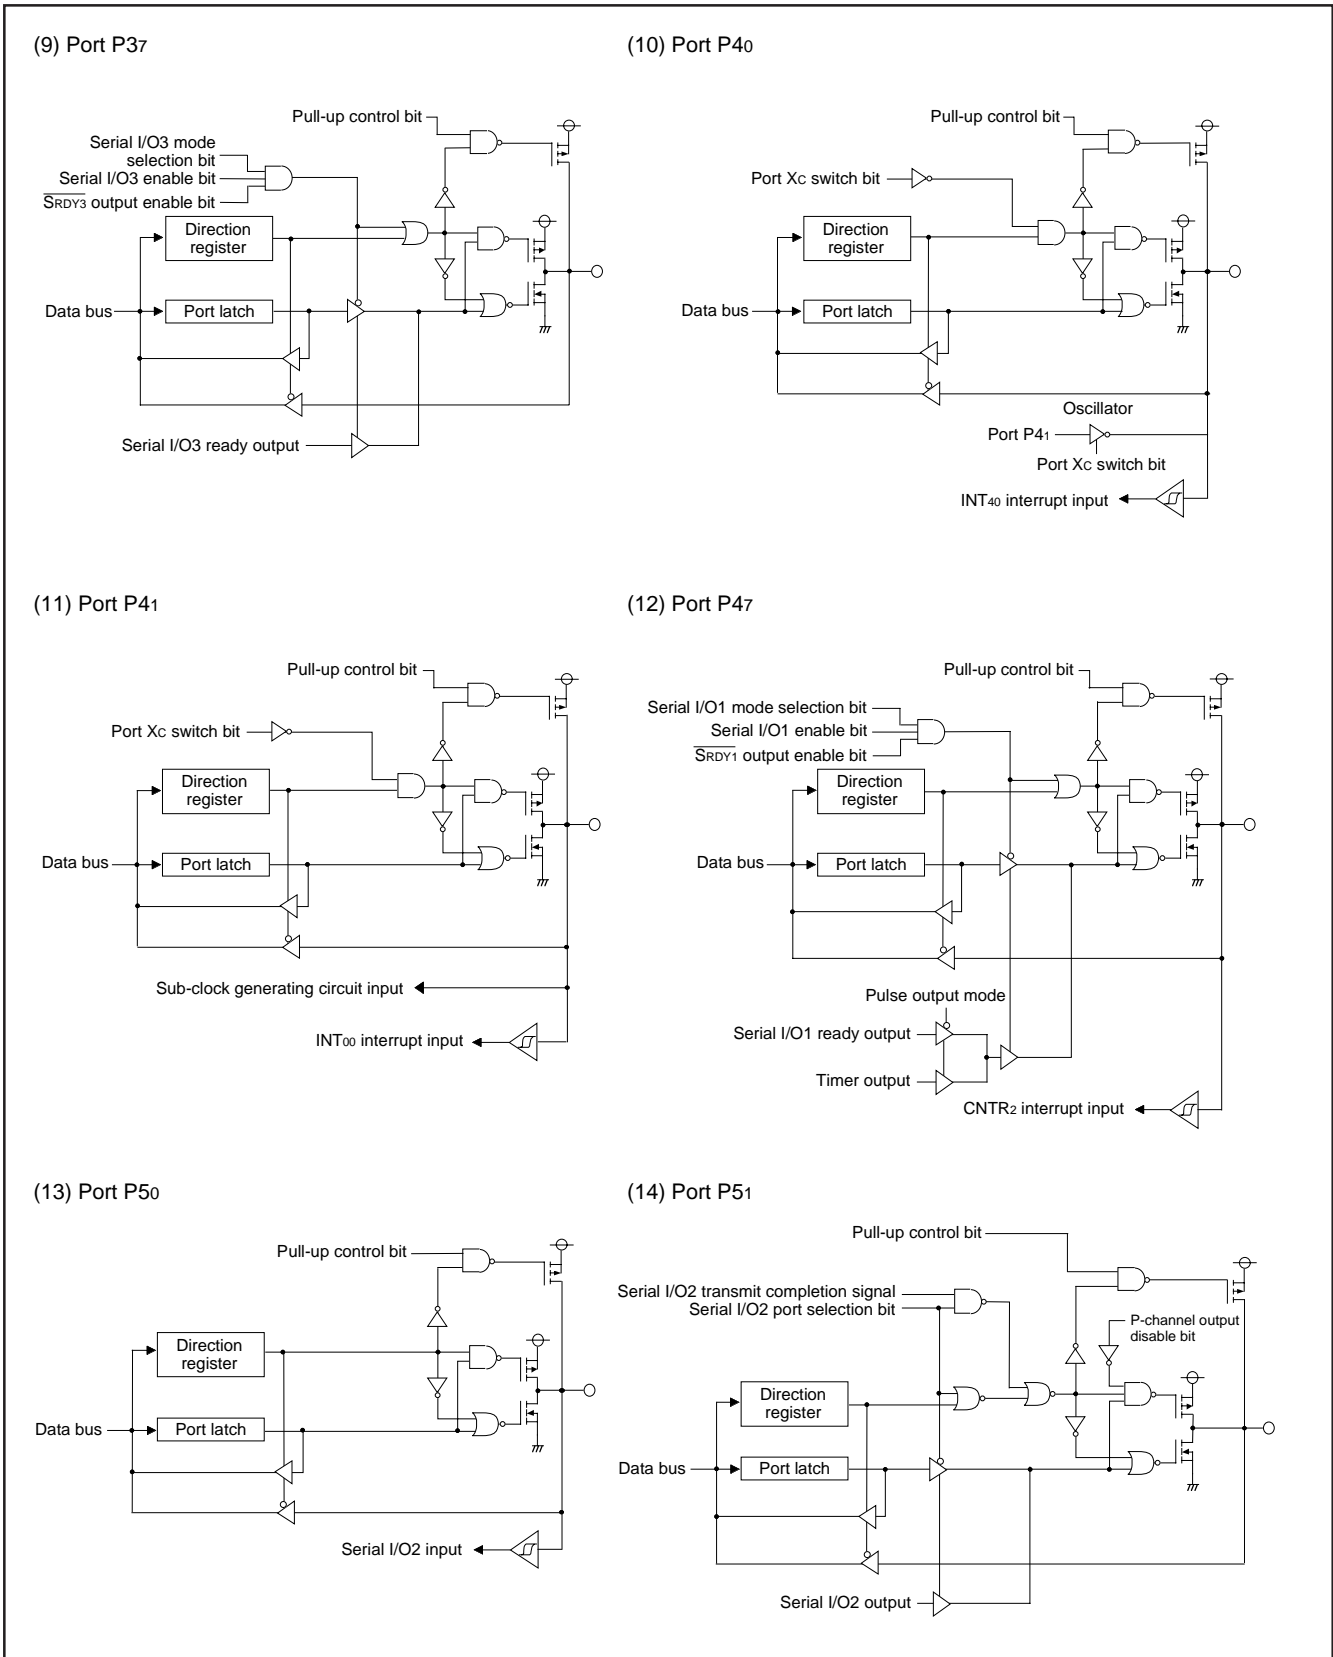 (9) Port P37
Pull-up control bit
Serial I/O3 mode
selection bit
Serial I/O3 enable bit
SRDY3 output enable bit
Direction
register
Data bus
Port latch
Serial I/O3 ready output
(10) Port P40
Pull-up control bit
Port XC switch bit
Direction
register
Data bus
Port latch
Oscillator
Port P41
Port XC switch bit
INT40 interrupt input
(11) Port P41
Pull-up control bit
Port XC switch bit
Direction
register
Data bus
Port latch
Sub-clock generating circuit input
INT00 interrupt input
(12) Port P47
Pull-up control bit
Serial I/O1 mode selection bit
Serial I/O1 enable bit
SRDY1 output enable bit
Direction
register
Data bus
Port latch
Pulse output mode
Serial I/O1 ready output
Timer output
CNTR2 interrupt input
(13) Port P50
Pull-up control bit
Direction
register
Data bus
Port latch
Serial I/O2 input
(14) Port P51
Pull-up control bit
Serial I/O2 transmit completion signal
Serial I/O2 port selection bit
P-channel output
disable bit
Direction
register
Data bus
Port latch
Serial I/O2 output